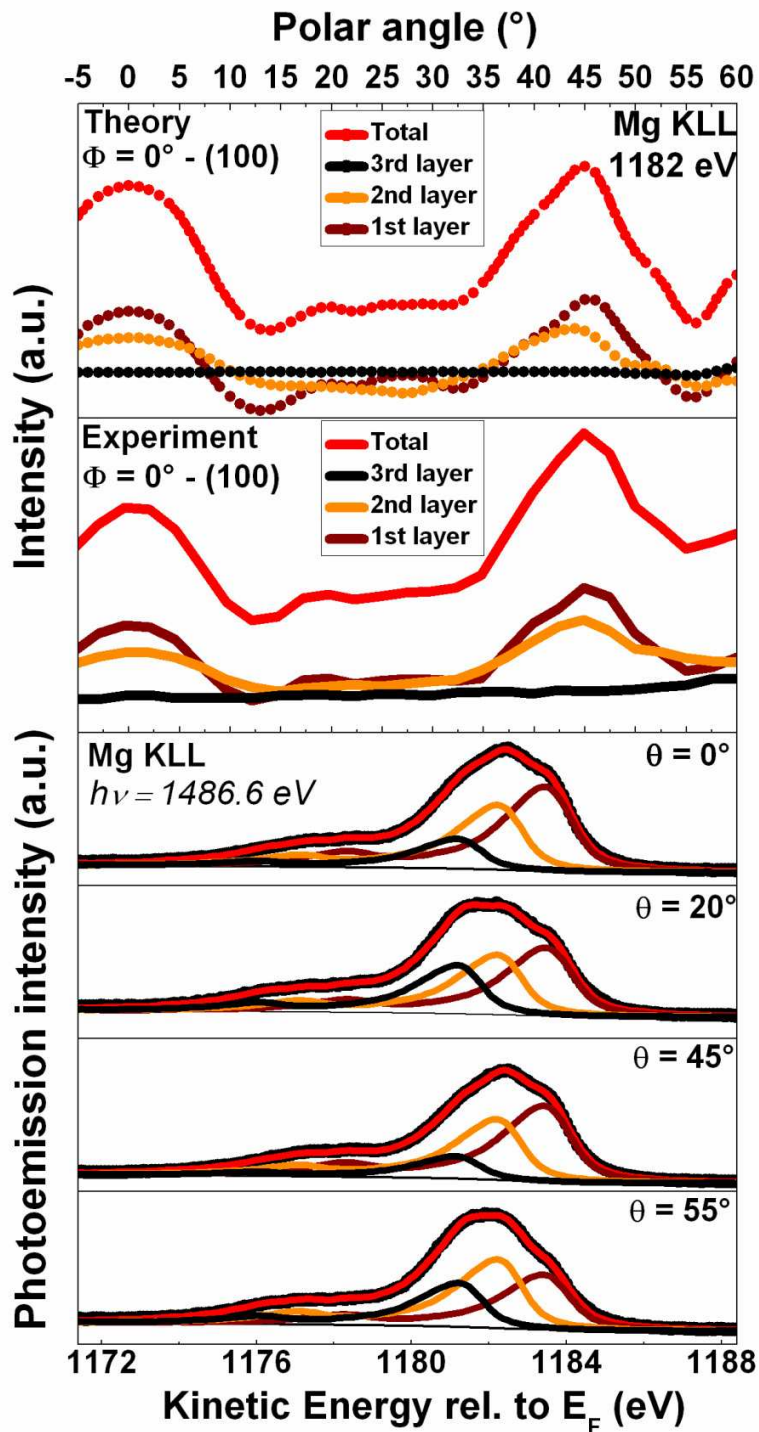 Polar angle (°)
-5 0 5 10 15 20 25 30 35 40 45 50 55 60
Theory
Φ = 0° - (100)
Total
3rd layer
2nd layer
1st layer
Mg KLL
1182 eV
Intensity (a.u.)
Experiment
Φ = 0° - (100)
Total
3rd layer
2nd layer
1st layer
Photoemission intensity (a.u.)
Mg KLL
hν = 1486.6 eV
θ = 0°
θ = 20°
θ = 45°
θ = 55°
1172 1176 1180 1184 1188
Kinetic Energy rel. to E_F (eV)